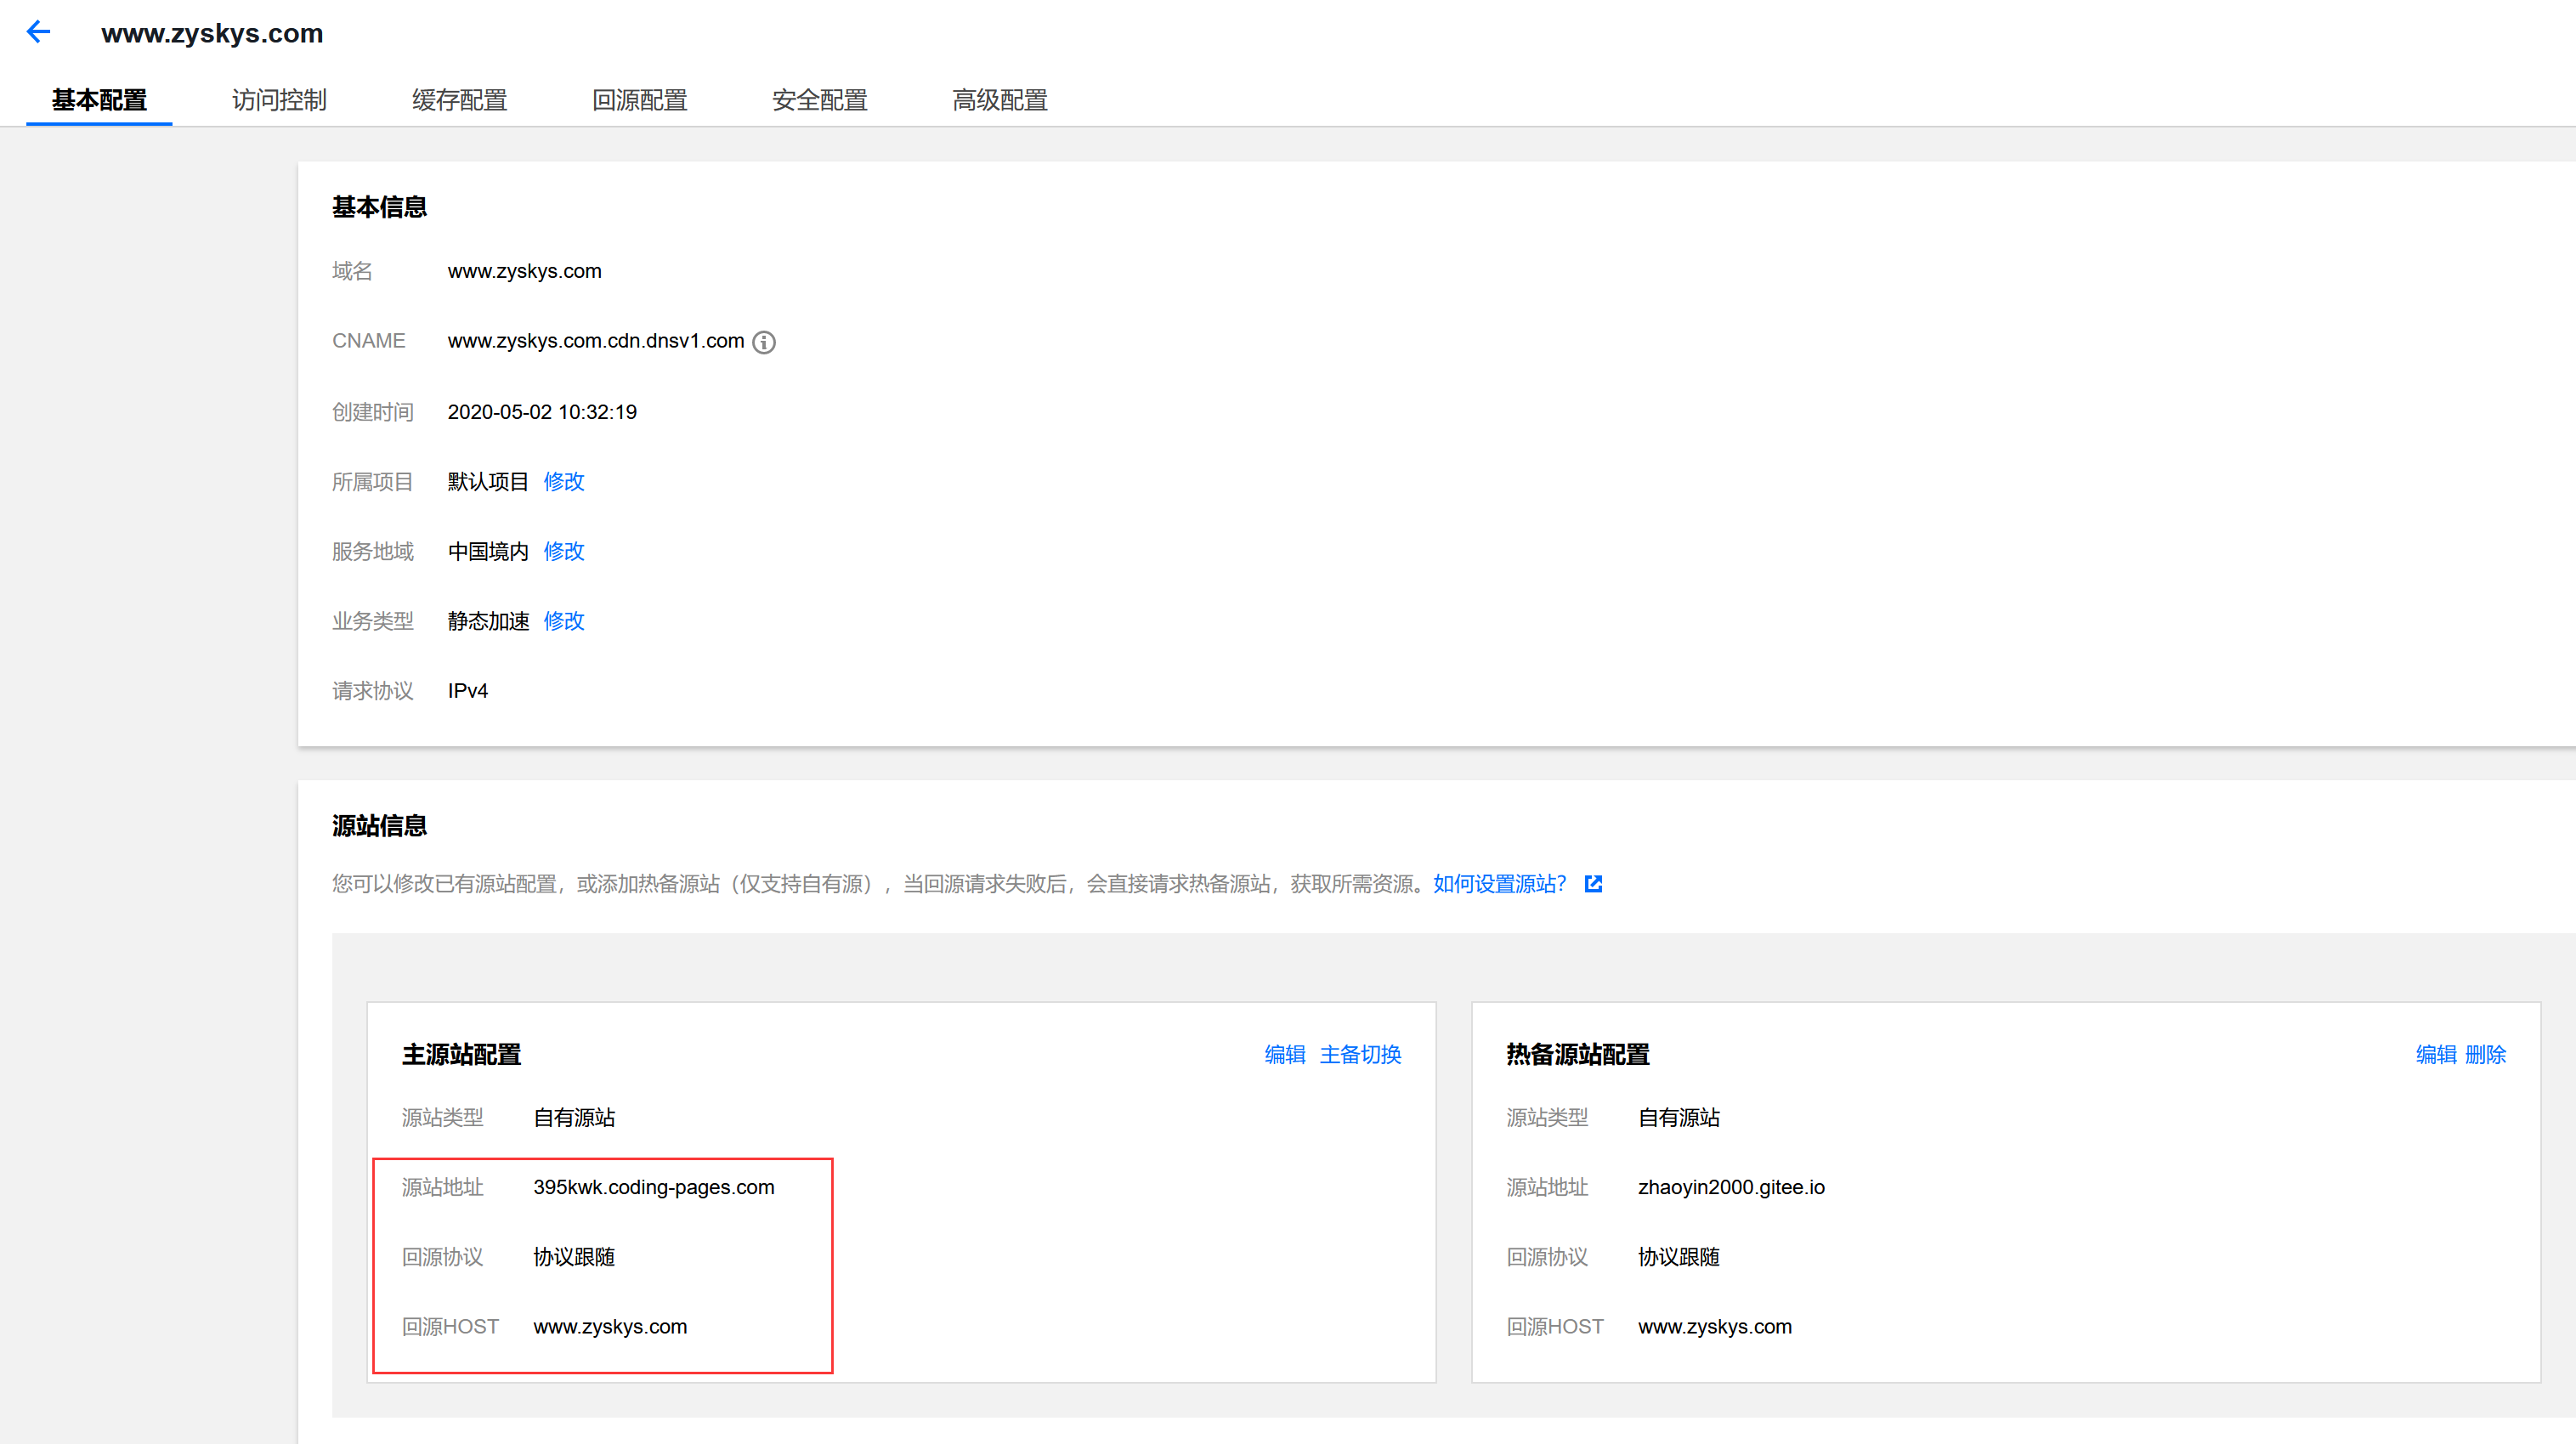 www.zyskys.com
基本配置 访问控制 缓存配置 回源配置 安全配置 高级配置
基本信息
域名 www.zyskys.com
CNAME www.zyskys.com.cdn.dnsv1.com
创建时间 2020-05-02 10:32:19
所属项目 默认项目 修改
服务地域 中国境内 修改
业务类型 静态加速 修改
请求协议 IPv4
源站信息
您可以修改已有源站配置，或添加热备源站（仅支持自有源），当回源请求失败后，会直接请求热备源站，获取所需资源。如何设置源站？
主源站配置 编辑 主备切换
源站类型 自有源站
源站地址 395kwk.coding-pages.com
回源协议 协议跟随
回源HOST www.zyskys.com
热备源站配置 编辑 删除
源站类型 自有源站
源站地址 zhaoyin2000.gitee.io
回源协议 协议跟随
回源HOST www.zyskys.com